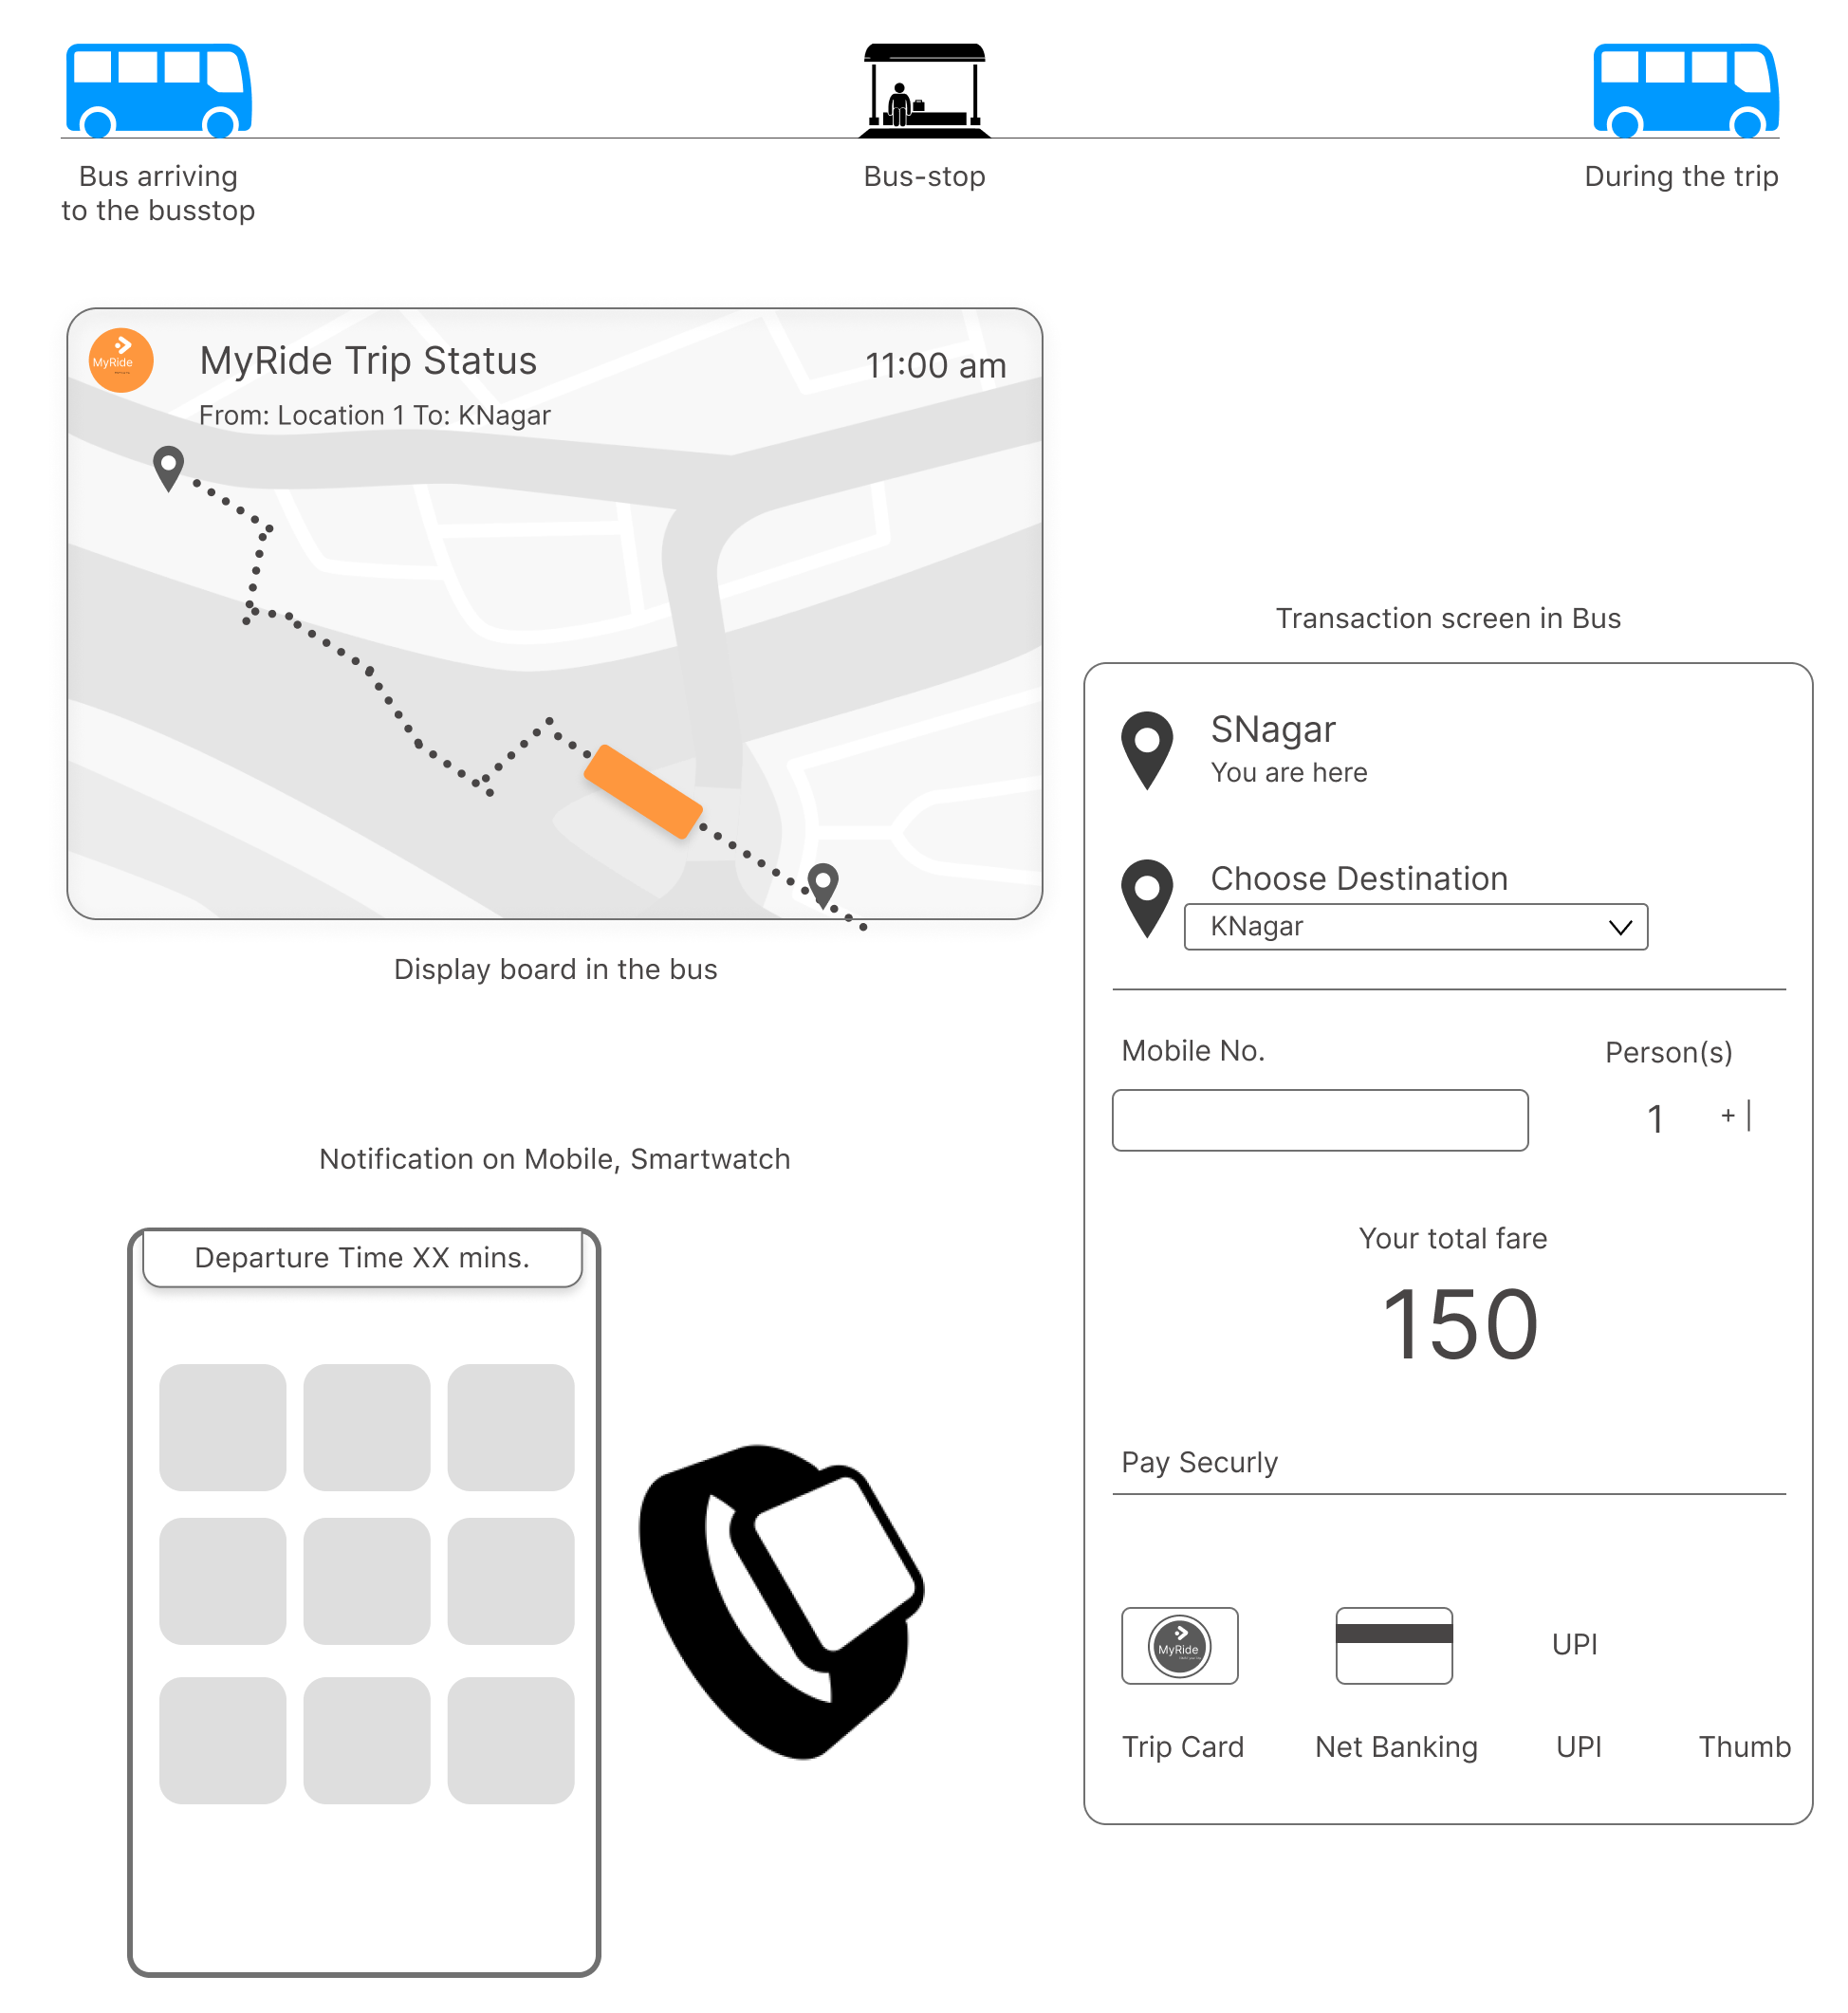 Bus arriving
to the busstop
Bus-stop
During the trip
MyRide
MyRide Trip Status
11:00 am
From: Location 1 To: KNagar
Display board in the bus
Transaction screen in Bus
SNagar
You are here
Choose Destination
KNagar
Mobile No.
Person(s)
1
+ |
Your total fare
150
Pay Securly
MyRide
UPI
Trip Card
Net Banking
UPI
Thumb
Notification on Mobile, Smartwatch
Departure Time XX mins.